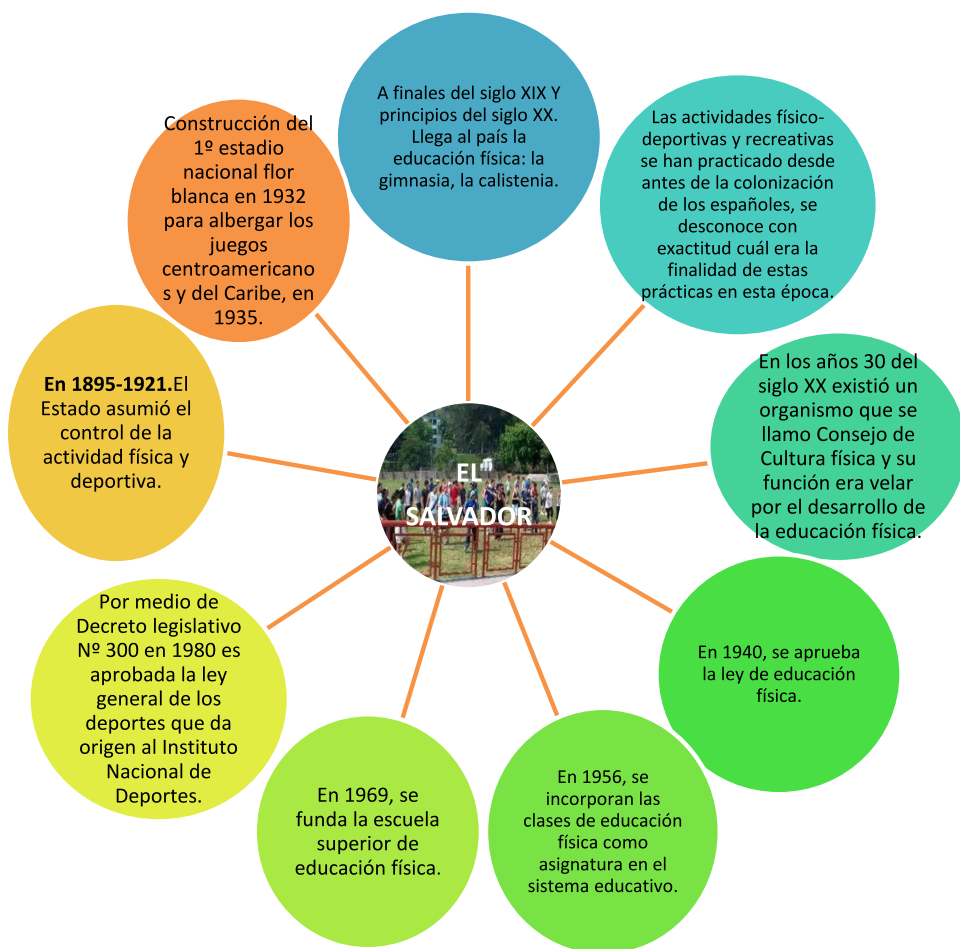 A finales del siglo XIX Y
principios del siglo XX.
Llega al país la
educación física: la
gimnasia, la calistenia.
Las actividades físico-
deportivas y recreativas
se han practicado desde
antes de la colonización
de los españoles, se
desconoce con
exactitud cuál era la
finalidad de estas
prácticas en esta época.
En los años 30 del
siglo XX existió un
organismo que se
llamo Consejo de
Cultura física y su
función era velar
por el desarrollo de
la educación física.
En 1940, se aprueba
la ley de educación
física.
En 1956, se
incorporan las
clases de educación
física como
asignatura en el
sistema educativo.
En 1969, se
funda la escuela
superior de
educación física.
Por medio de
Decreto legislativo
Nº 300 en 1980 es
aprobada la ley
general de los
deportes que da
origen al Instituto
Nacional de
Deportes.
En 1895-1921.El
Estado asumió el
control de la
actividad física y
deportiva.
Construcción del
1º estadio
nacional flor
blanca en 1932
para albergar los
juegos
centroamericano
s y del Caribe, en
1935.
EL
SALVADOR